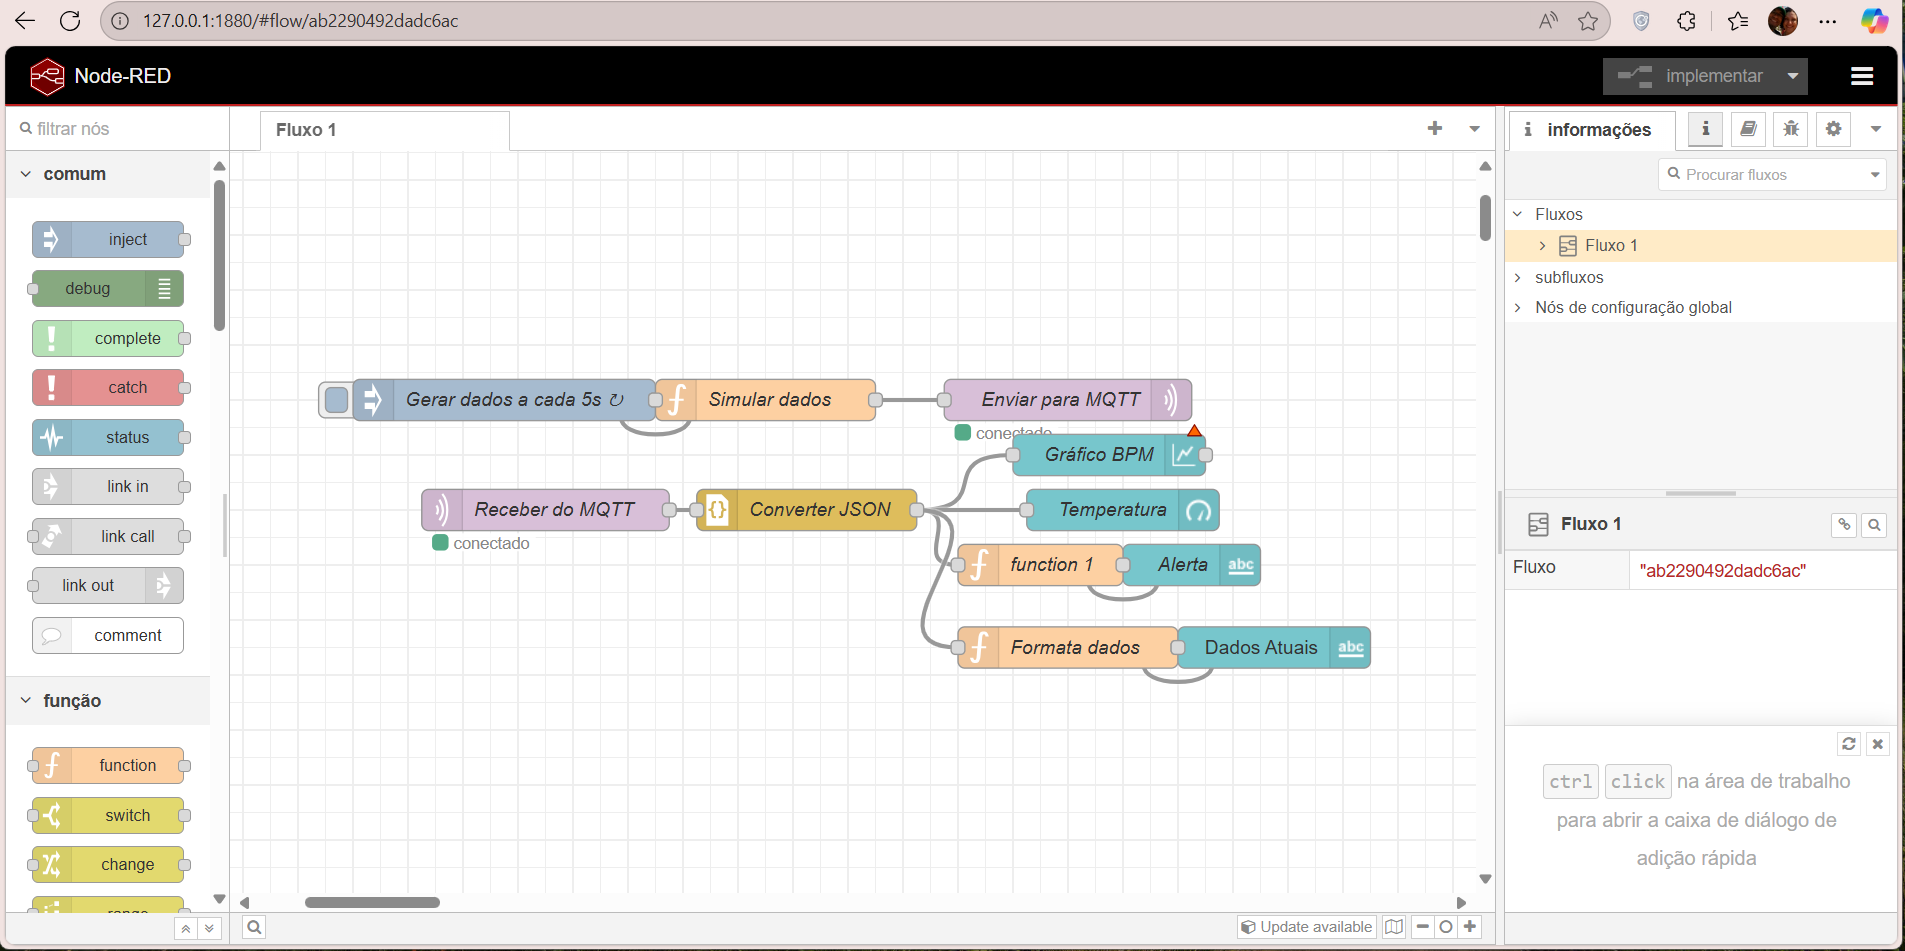 127.0.0.1:1880/#flow/ab2290492dadc6ac
Node-RED
implementar
filtrar nós
Fluxo 1
informações
Procurar fluxos
comum
inject
debug
complete
catch
status
link in
link call
link out
comment
função
function
switch
change
range
Gerar dados a cada 5s ↻
Simular dados
Enviar para MQTT
conectado
Gráfico BPM
Receber do MQTT
Converter JSON
Temperatura
conectado
function 1
Alerta
abc
Formata dados
Dados Atuais
abc
Fluxos
Fluxo 1
subfluxos
Nós de configuração global
Fluxo 1
Fluxo
"ab2290492dadc6ac"
ctrl click na área de trabalho
para abrir a caixa de diálogo de
adição rápida
Update available